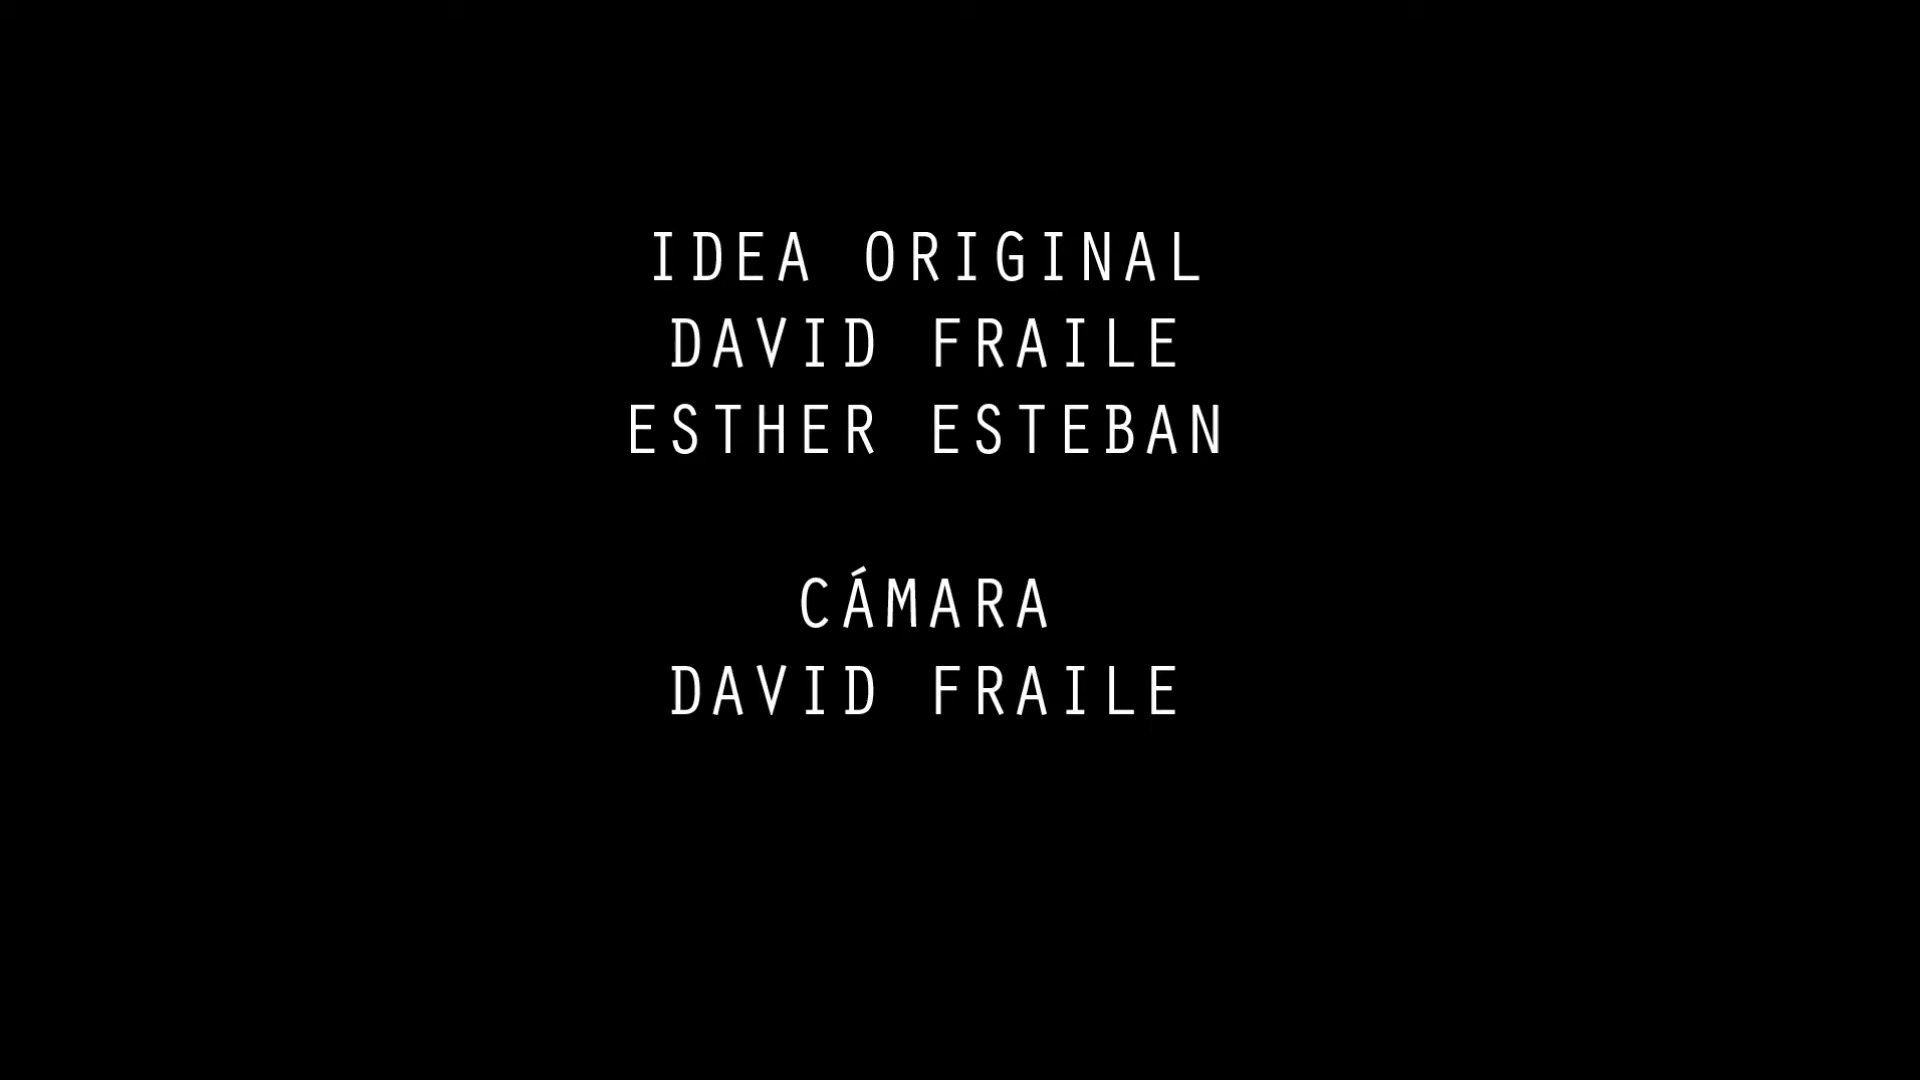 IDEA ORIGINAL
DAVID FRAILE
ESTHER ESTEBAN
CÁMARA
DAVID FRAILE